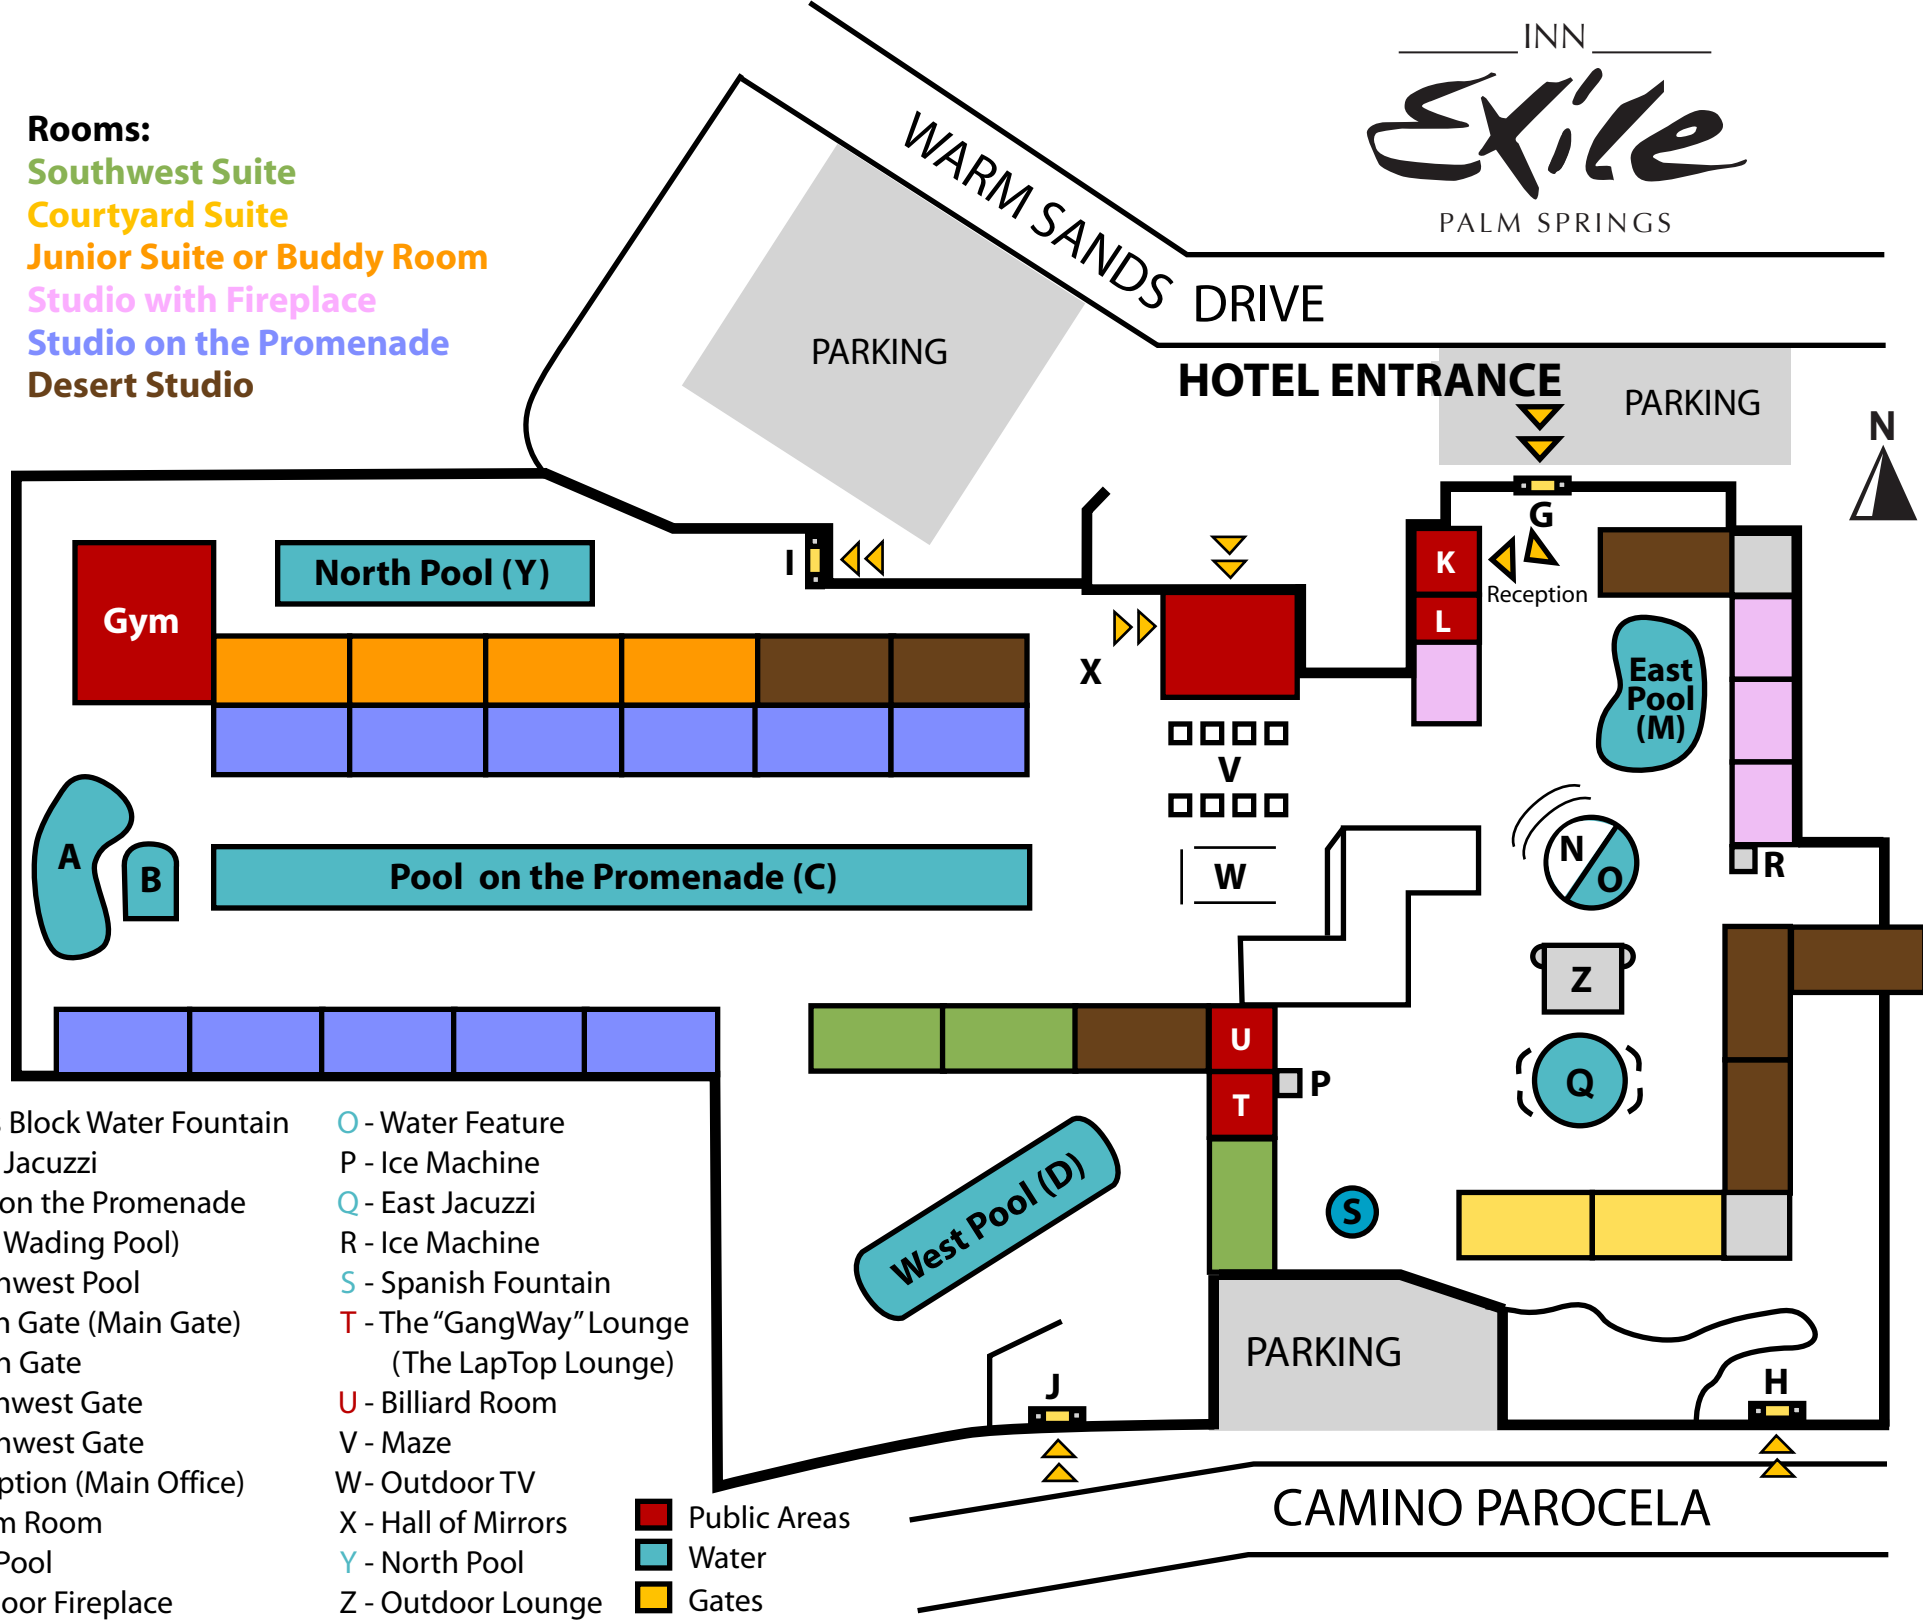 INN
Exile
PALM SPRINGS
Rooms:
Southwest Suite
Courtyard Suite
Junior Suite or Buddy Room
Studio with Fireplace
Studio on the Promenade
Desert Studio
WARM SANDS DRIVE
PARKING
HOTEL ENTRANCE
PARKING
N
G
I
K
Reception
L
North Pool (Y)
Gym
X
East
Pool
(M)
V
A
B
Pool on the Promenade (C)
W
N
O
R
Z
U
T
P
Q
West Pool (D)
S
PARKING
J
H
CAMINO PAROCELA
Block Water Fountain
Jacuzzi
on the Promenade
Wading Pool)
Pool
Gate (Main Gate)
Gate
Gate
Gate
(Main Office)
Room
Pool
Fireplace
O - Water Feature
P - Ice Machine
Q - East Jacuzzi
R - Ice Machine
S - Spanish Fountain
T - The “GangWay” Lounge
(The LapTop Lounge)
U - Billiard Room
V - Maze
W - Outdoor TV
X - Hall of Mirrors
Y - North Pool
Z - Outdoor Lounge
Public Areas
Water
Gates